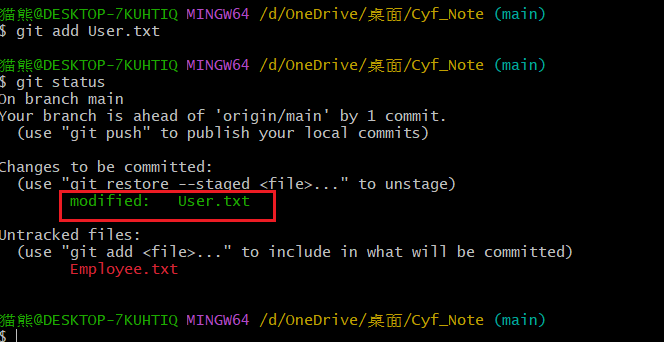 猫熊@DESKTOP-7KUHTIQ MINGW64 /d/OneDrive/桌面/Cyf_Note (main)
$ git add User.txt
猫熊@DESKTOP-7KUHTIQ MINGW64 /d/OneDrive/桌面/Cyf_Note (main)
$ git status
On branch main
Your branch is ahead of 'origin/main' by 1 commit.
(use "git push" to publish your local commits)
Changes to be committed:
(use "git restore --staged <file>..." to unstage)
modified: User.txt
Untracked files:
(use "git add <file>..." to include in what will be committed)
Employee.txt
猫熊@DESKTOP-7KUHTIQ MINGW64 /d/OneDrive/桌面/Cyf_Note (main)
$